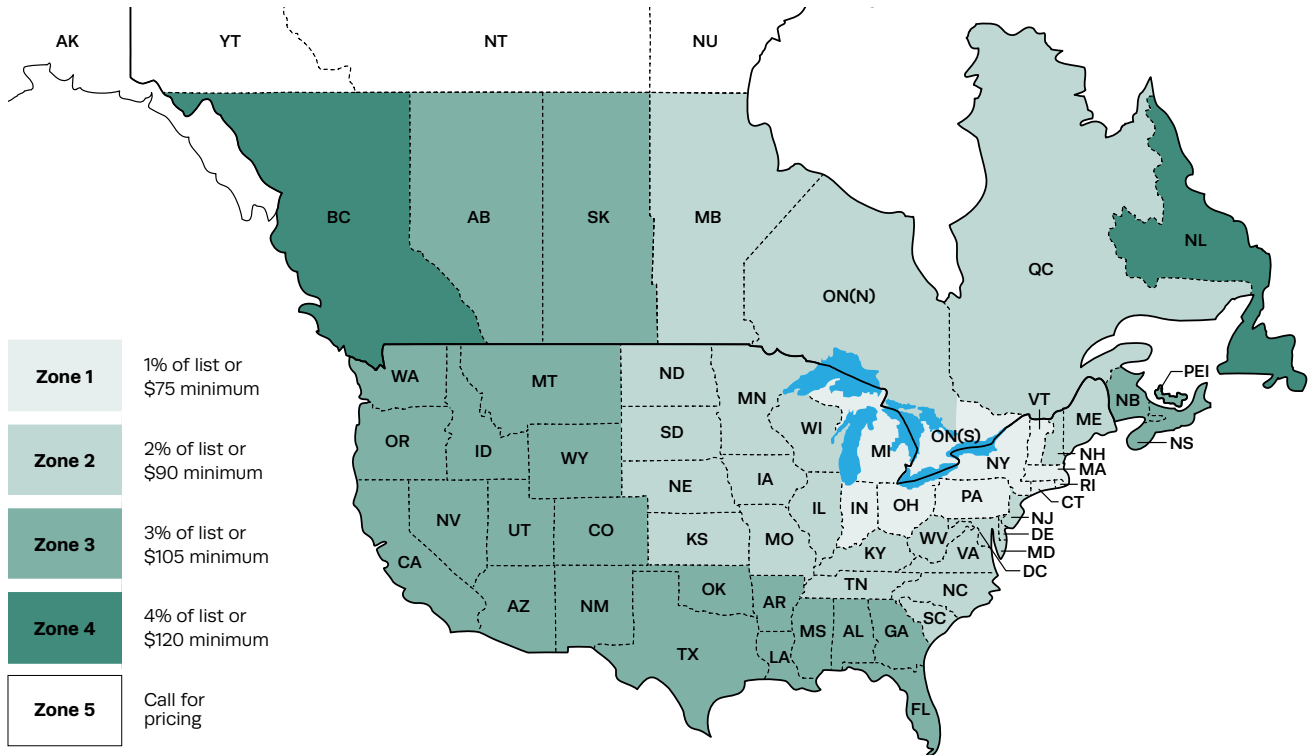 AK
YT
NT
NU
BC
AB
SK
MB
ON(N)
QC
NL
Zone 1
1% of list or
$75 minimum
Zone 2
2% of list or
$90 minimum
Zone 3
3% of list or
$105 minimum
Zone 4
4% of list or
$120 minimum
Zone 5
Call for
pricing
WA
MT
ND
MN
OR
ID
WY
SD
WI
MI
ON(S)
NY
VT
ME
NB
PEI
NS
NH
MA
RI
CT
NV
UT
CO
NE
IA
IL
IN
OH
PA
NJ
DE
MD
DC
CA
AZ
NM
KS
MO
KY
WV
VA
OK
AR
TN
NC
SC
TX
LA
MS
AL
GA
FL